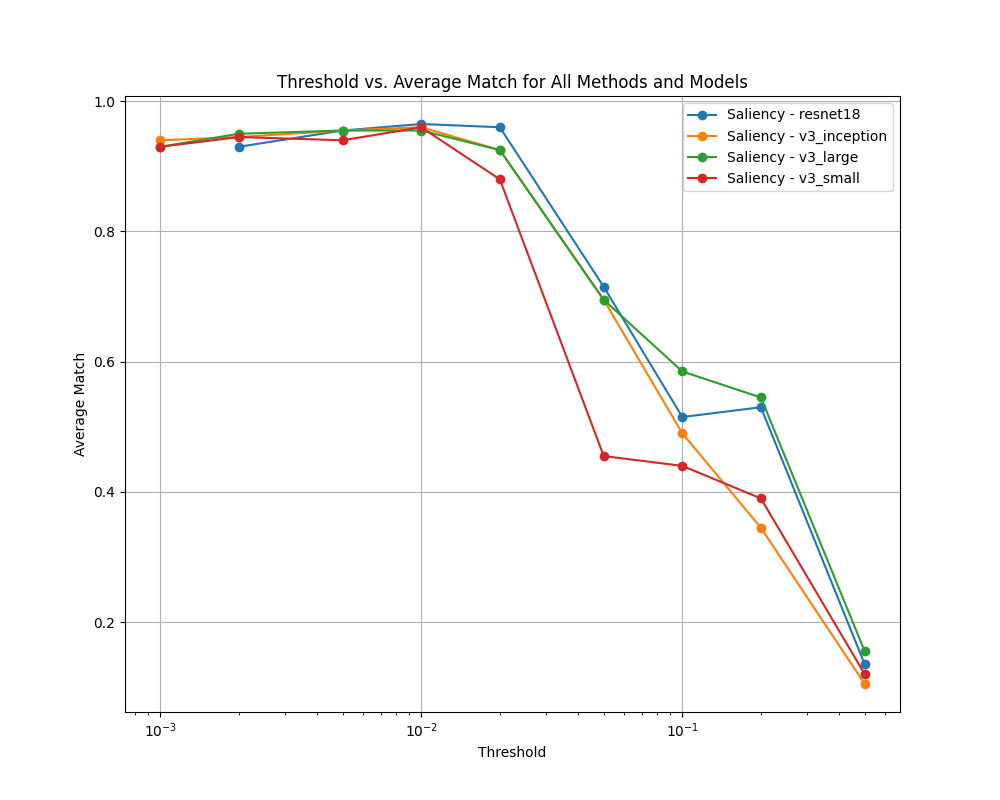 Threshold vs. Average Match for All Methods and Models
1.0
0.8
0.6
0.4
0.2
Average Match
Saliency - resnet18
Saliency - v3_inception
Saliency - v3_large
Saliency - v3_small
10⁻³
10⁻²
10⁻¹
Threshold